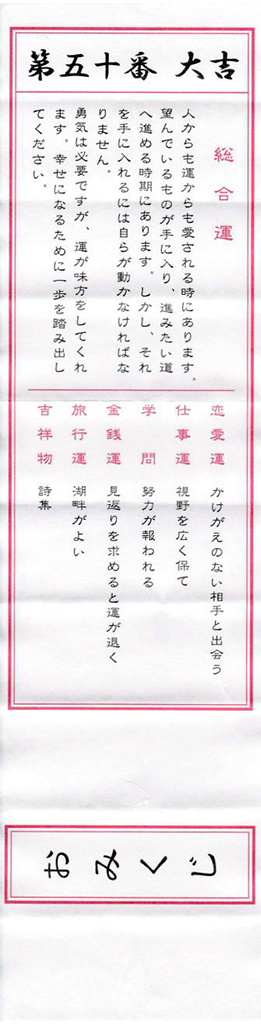 第五十番 大吉
総合運
人からも運からも愛される時にあります。
望んでいるものが手に入り、進みたい道
へ進める時期にあります。しかし、それ
を手に入れるには自らが動かなければな
りません。
勇気は必要ですが、運が味方をしてくれ
ます。幸せになるために一歩を踏み出し
てください。
恋愛運 かけがえのない相手と出会う
仕事運 視野を広く保て
学問 努力が報われる
金銭運 見返りを求めると運が退く
旅行運 湖畔がよい
吉祥物 詩集
おみくじ